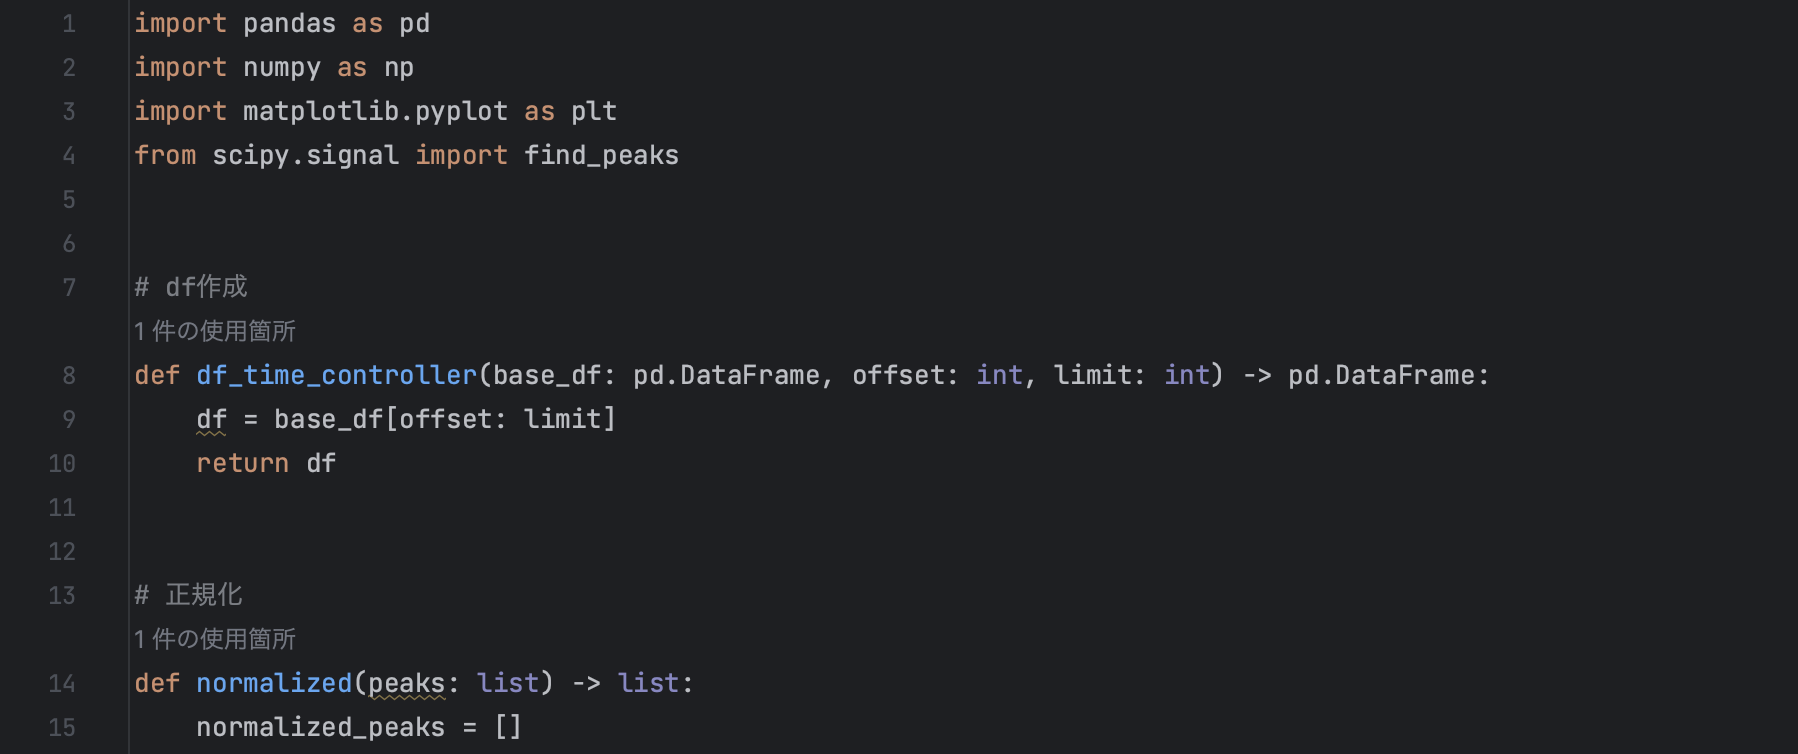 1 import pandas as pd
2 import numpy as np
3 import matplotlib.pyplot as plt
4 from scipy.signal import find_peaks
5
6
7 # df作成
1 件の使用箇所
8 def df_time_controller(base_df: pd.DataFrame, offset: int, limit: int) -> pd.DataFrame:
9     df = base_df[offset: limit]
10     return df
11
12
13 # 正規化
1 件の使用箇所
14 def normalized(peaks: list) -> list:
15     normalized_peaks = []